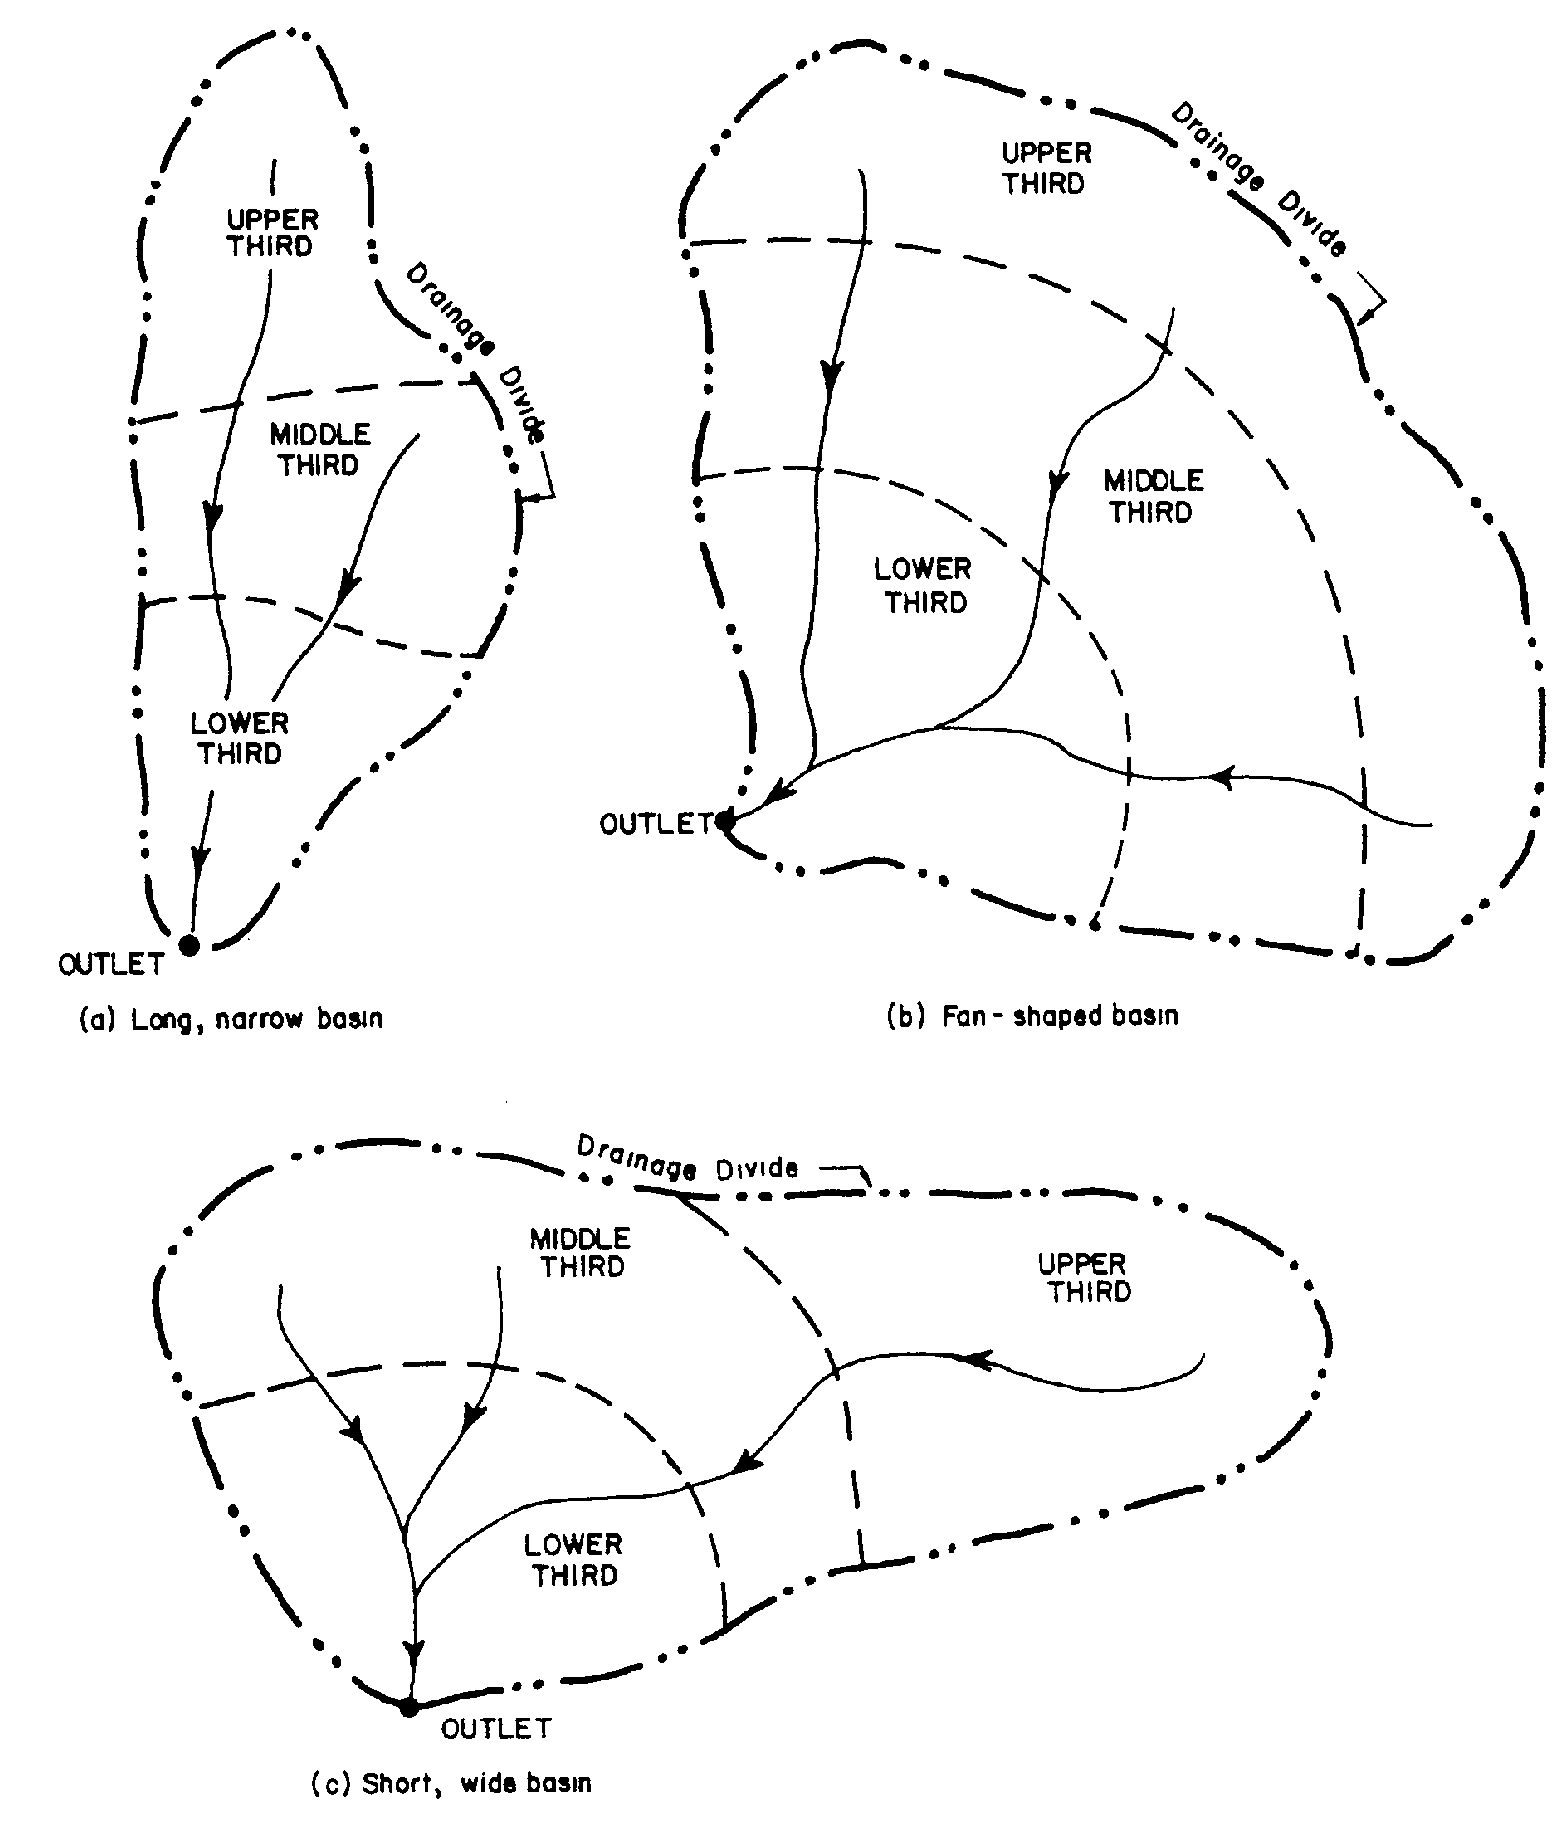 UPPER
THIRD
Drainage Divide
MIDDLE
THIRD
LOWER
THIRD
OUTLET
(a) Long, narrow basin
UPPER
THIRD
Drainage Divide
MIDDLE
THIRD
LOWER
THIRD
OUTLET
(b) Fan - shaped basin
Drainage Divide
MIDDLE
THIRD
UPPER
THIRD
LOWER
THIRD
OUTLET
(c) Short, wide basin